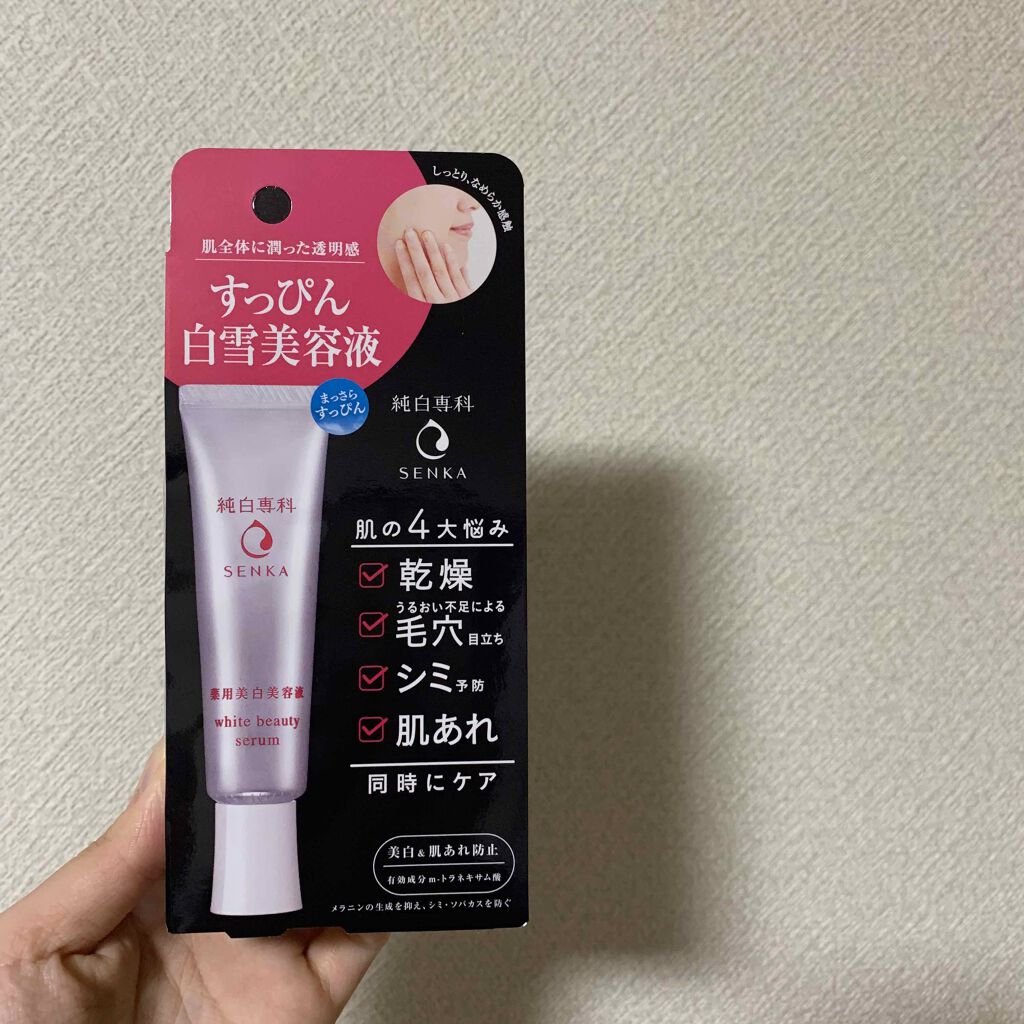 しっとり、なめらか感触
肌全体に潤った透明感
すっぴん
白雪美容液
まっさら
すっぴん
純白専科
SENKA
純白専科
SENKA
薬用美白美容液
white beauty
serum
肌の4大悩み
乾燥
うるおい不足による
毛穴目立ち
シミ予防
肌あれ
同時にケア
美白&肌あれ防止
有効成分m-トラネキサム酸
メラニンの生成を抑え、シミ・ソバカスを防ぐ